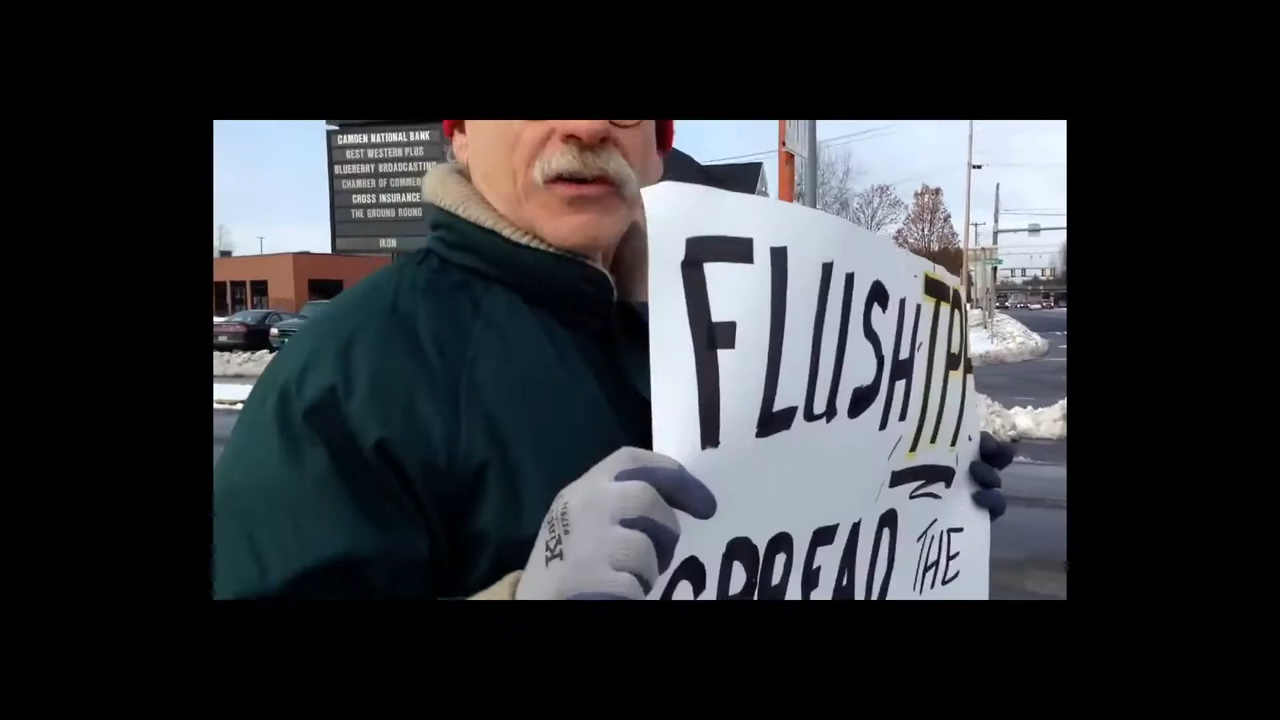 CAMDEN NATIONAL BANK
BEST WESTERN PLUS
BLUEBERRY BROADCASTING
CHAMBER OF COMMER
CROSS INSURANCE
THE GROUND ROUND
IKON
FLUSH TPP
SPREAD THE